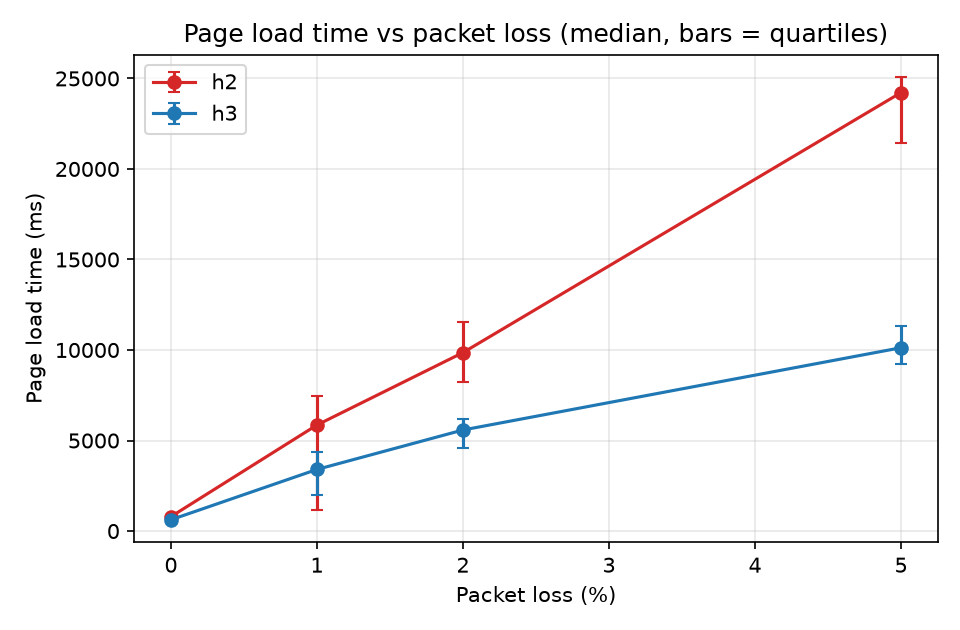 Page load time vs packet loss (median, bars = quartiles)
h2
h3
Page load time (ms)
25000
20000
15000
10000
5000
0
0 1 2 3 4 5
Packet loss (%)